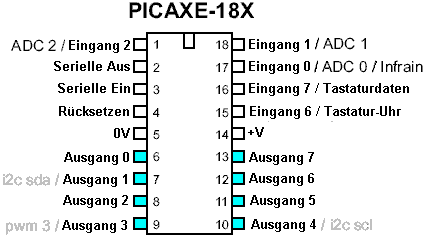 PICAXE-18X
ADC 2 / Eingang 2 1 18 Eingang 1 / ADC 1
Serielle Aus 2 17 Eingang 0 / ADC 0 / Infrain
Serielle Ein 3 16 Eingang 7 / Tastaturdaten
Rücksetzen 4 15 Eingang 6 / Tastatur-Uhr
0V 5 14 +V
Ausgang 0 6 13 Ausgang 7
i2c sda / Ausgang 1 7 12 Ausgang 6
Ausgang 2 8 11 Ausgang 5
pwm 3 / Ausgang 3 9 10 Ausgang 4 / i2c scl